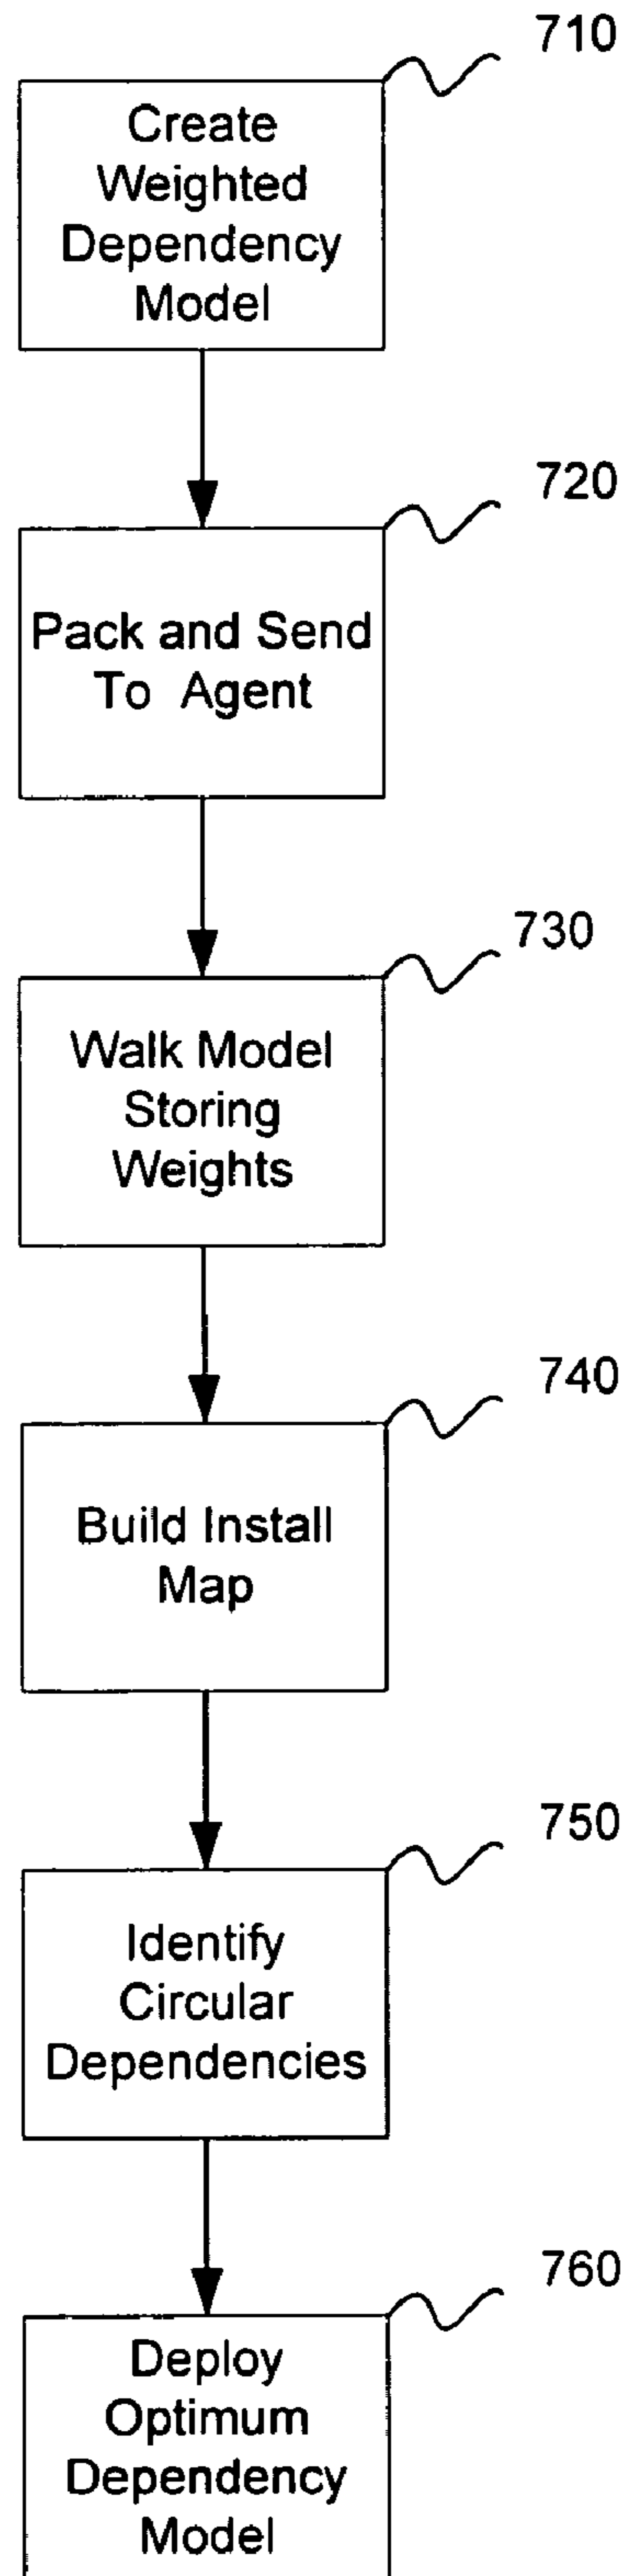 710
Create
Weighted
Dependency
Model
720
Pack and Send
To Agent
730
Walk Model
Storing
Weights
740
Build Install
Map
750
Identify
Circular
Dependencies
760
Deploy
Optimum
Dependency
Model